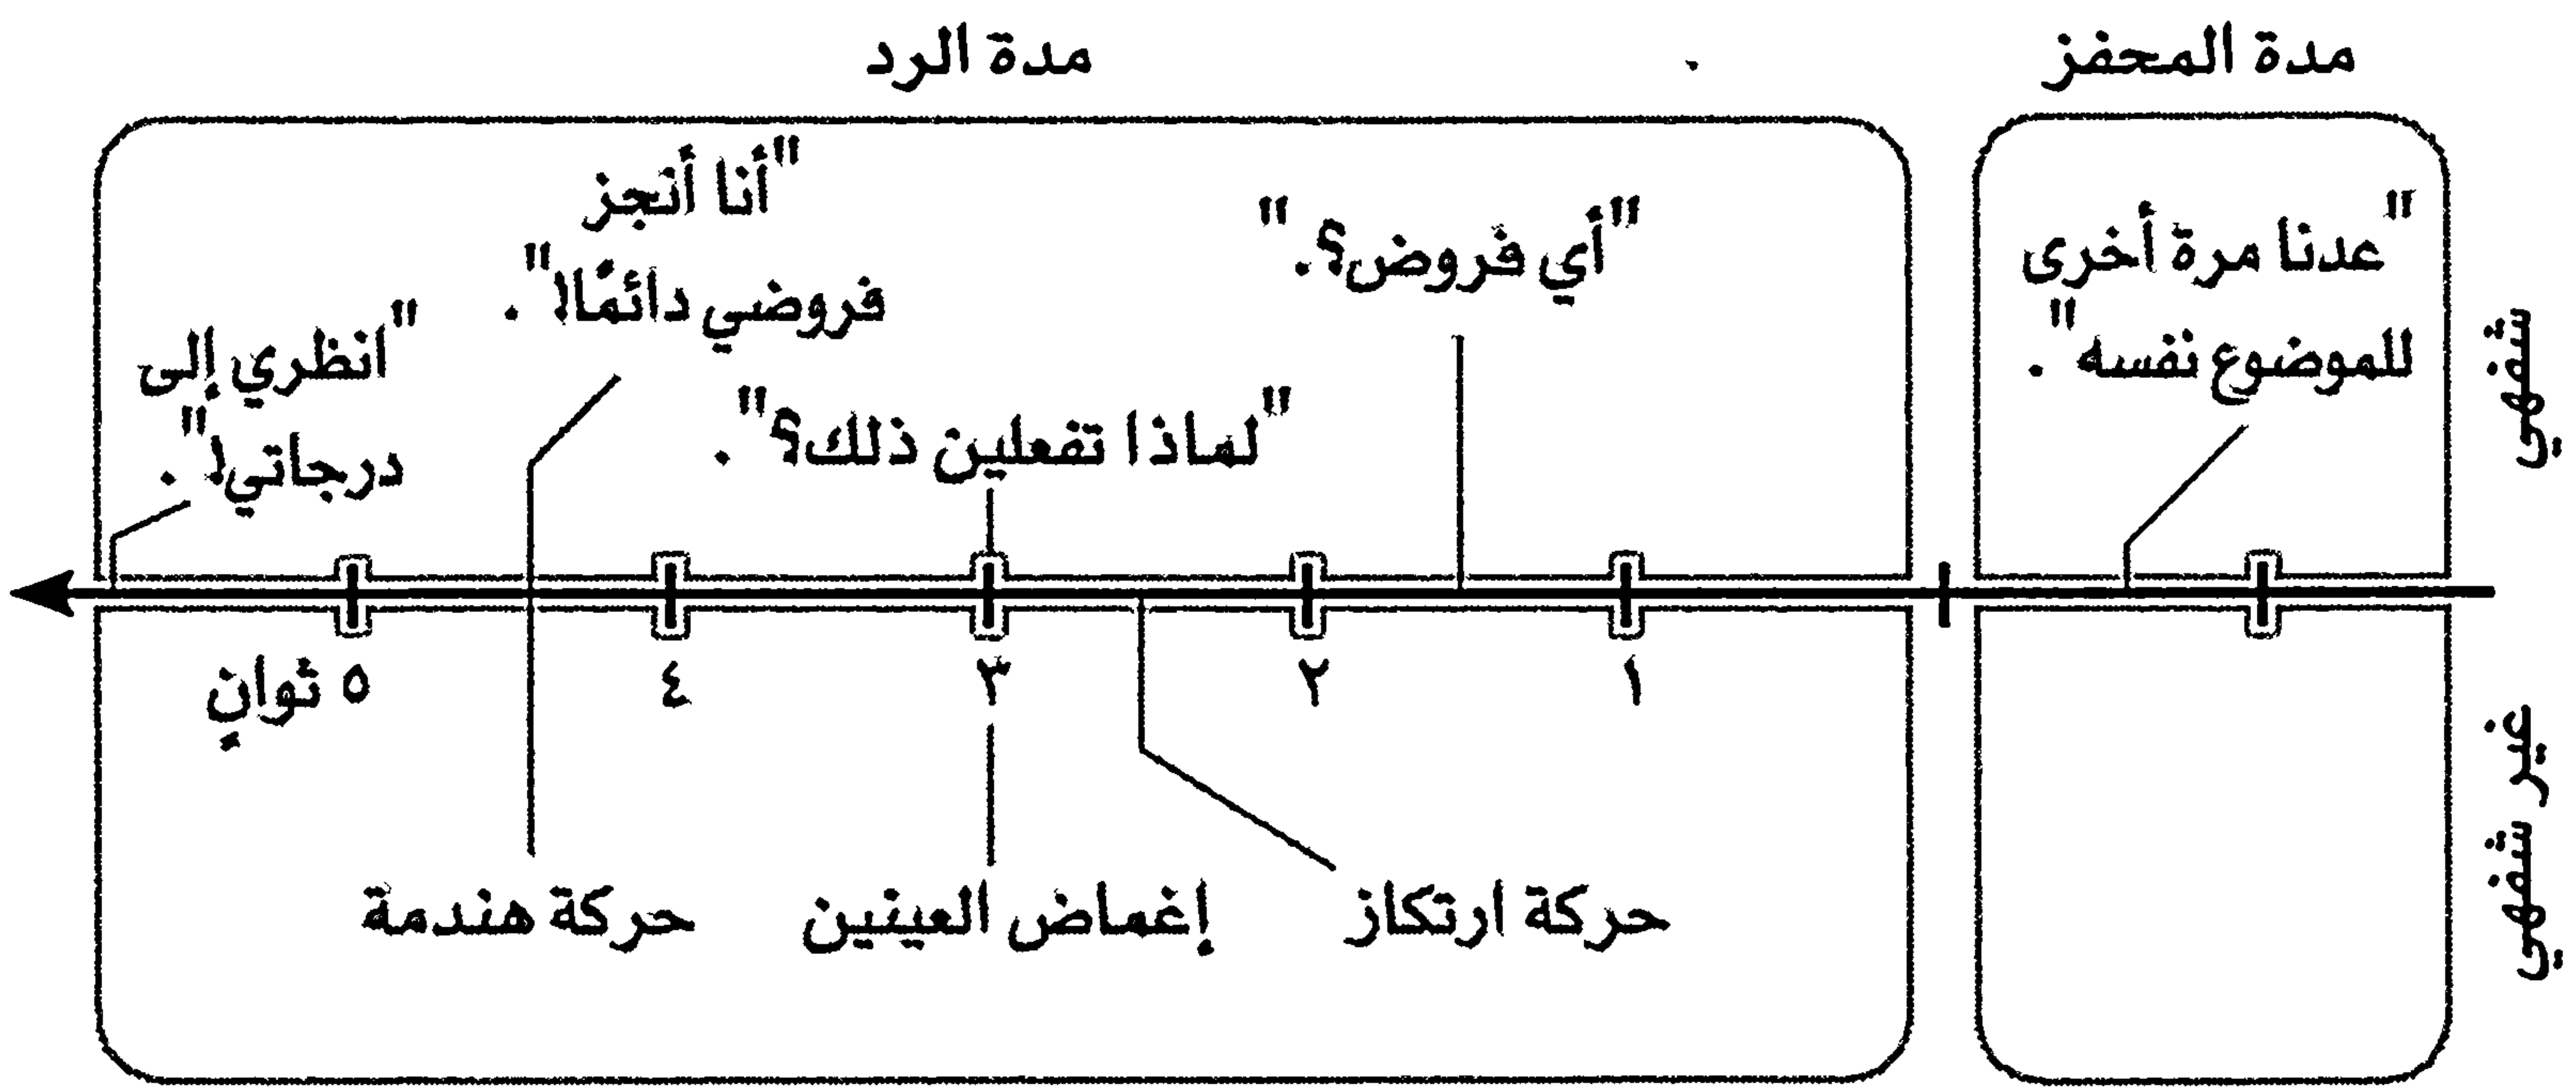 مدة المحفز
مدة الرد
"عدنا مرة أخرى
للموضوع نفسه".
"أي فروض؟."
"لماذا تفعلين ذلك؟".
"أنا أنجز
فروضي دائمًا!".
"انظري إلى
درجاتي!".
شفهي
١
٢
٣
٤
٥ ثوانٍ
غير شفهي
حركة ارتكاز
إغماض العينين
حركة هندمة